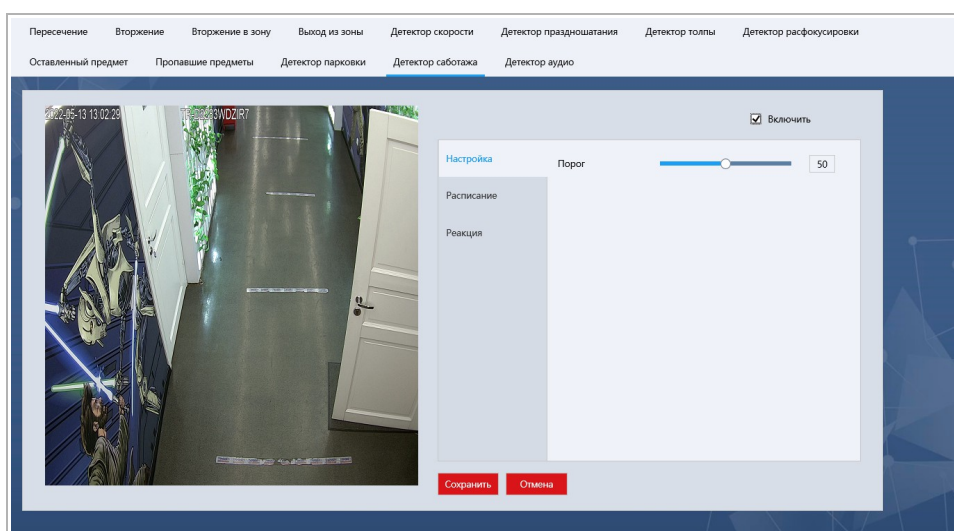 Пересечение Вторжение Вторжение в зону Выход из зоны Детектор скорости Детектор праздношатания Детектор толпы Детектор расфокусировки
Оставленный предмет Пропавшие предметы Детектор парковки Детектор саботажа Детектор аудио
2022-05-13 13:02:29 TR-D2223WDZIR7
Включить
Настройка Порог 50
Расписание
Реакция
Сохранить Отмена